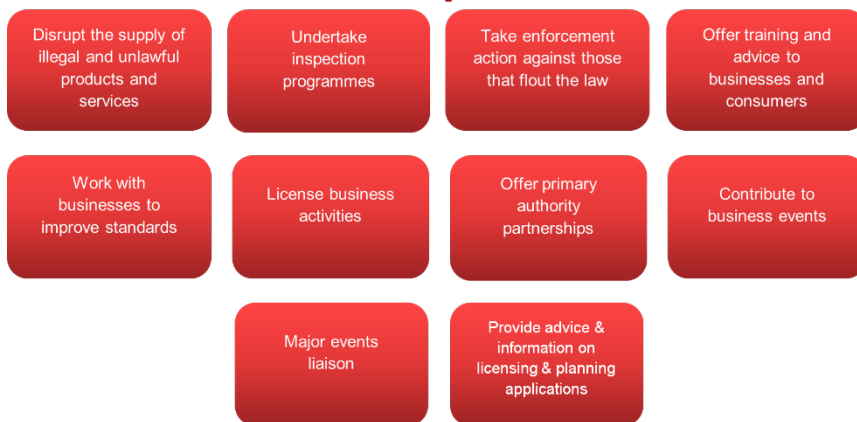 Disrupt the supply of
illegal and unlawful
products and
services
Undertake
inspection
programmes
Take enforcement
action against those
that flout the law
Offer training and
advice to
businesses and
consumers
Work with
businesses to
improve standards
License business
activities
Offer primary
authority
partnerships
Contribute to
business events
Major events
liaison
Provide advice &
information on
licensing & planning
applications